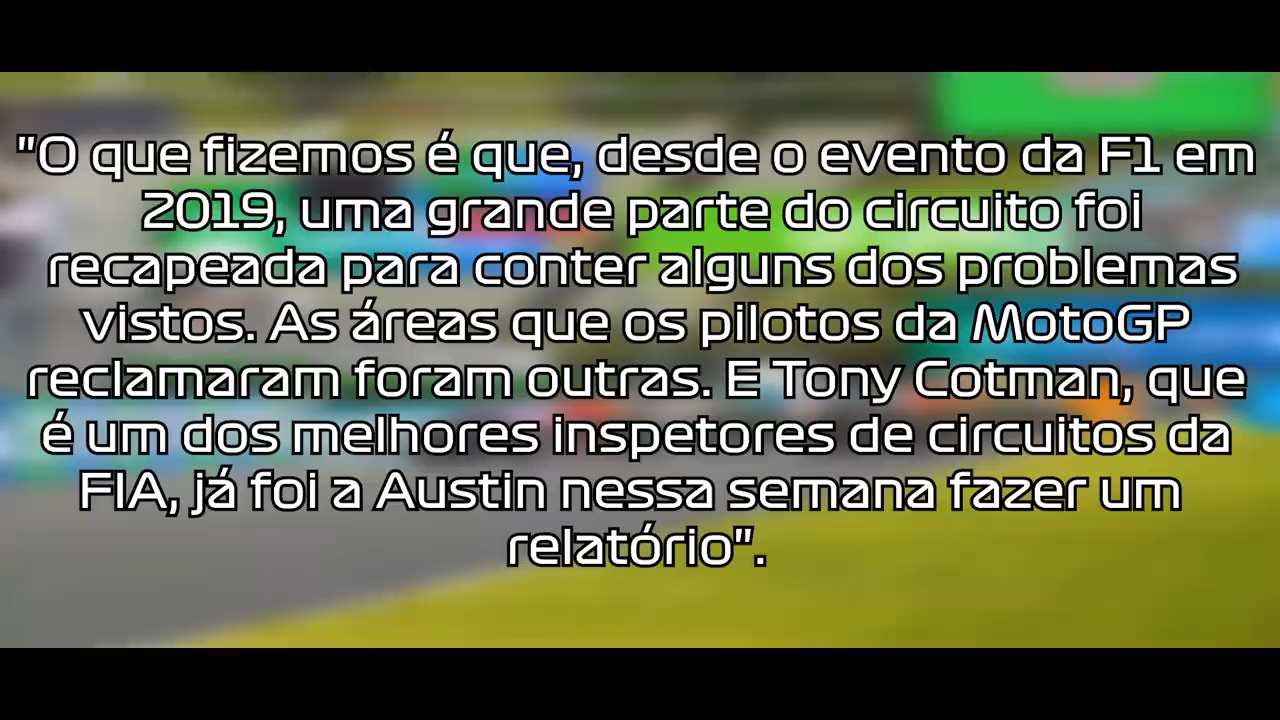 "O que fizemos é que, desde o evento da F1 em
2019, uma grande parte do circuito foi
recapeada para conter alguns dos problemas
vistos. As áreas que os pilotos da MotoGP
reclamaram foram outras. E Tony Cotman, que
é um dos melhores inspetores de circuitos da
FIA, já foi a Austin nessa semana fazer um
relatório".